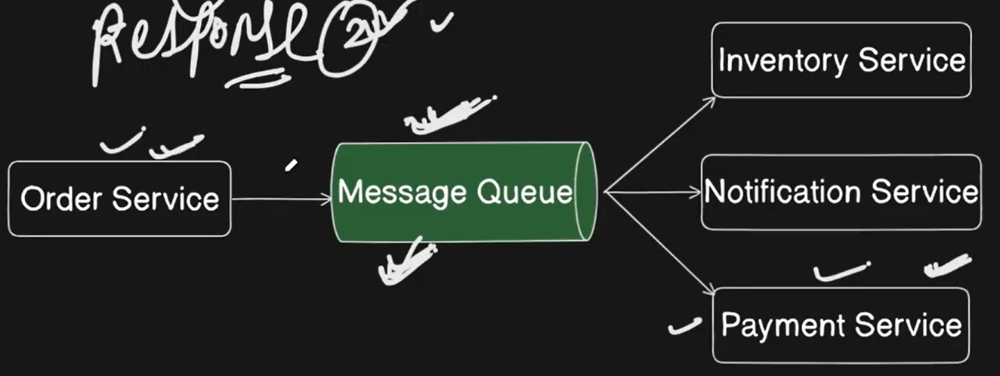 Response 2
Inventory Service
Order Service
Message Queue
Notification Service
Payment Service